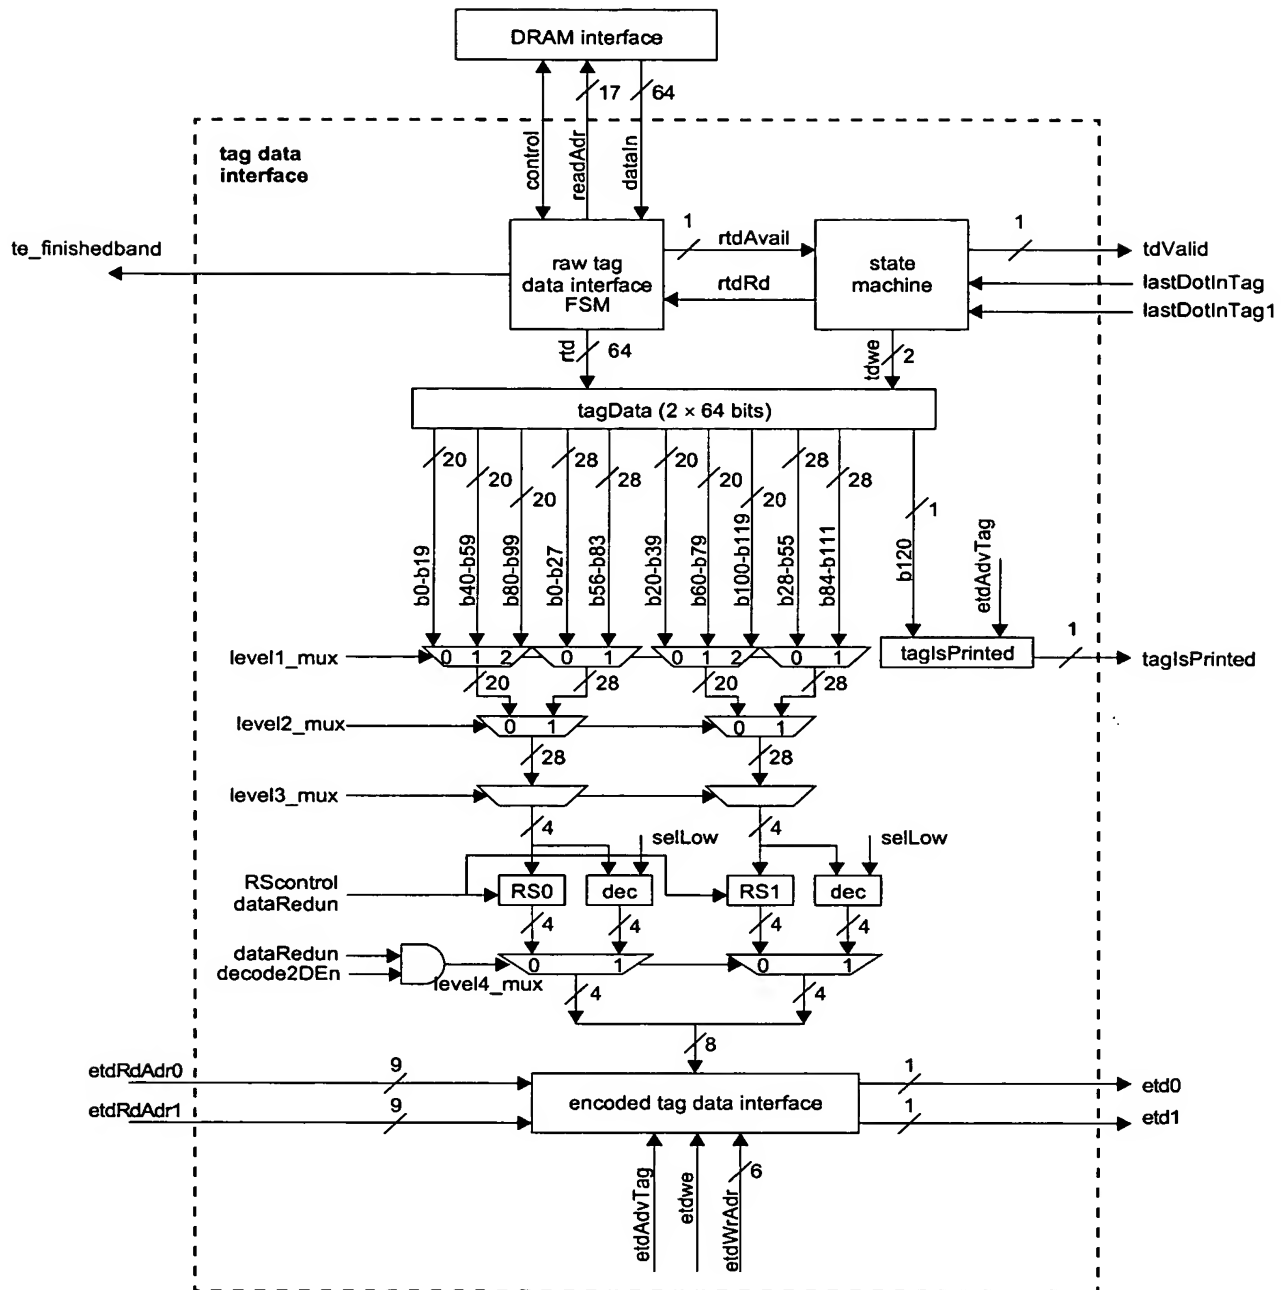 DRAM interface
17
64
control
readAdr
dataIn
tag data
interface
te_finishedband
raw tag
data interface
FSM
1
rtdAvail
rtdRd
state
machine
1
tdValid
lastDotInTag
lastDotInTag1
rtd
64
tdwe
2
tagData (2 × 64 bits)
20
20
20
28
28
20
20
20
28
28
1
b0-b19
b40-b59
b80-b99
b0-b27
b56-b83
b20-b39
b60-b79
b100-b119
b28-b55
b84-b111
b120
etdAdvTag
level1_mux
0 1 2
0 1
0 1 2
0 1
tagIsPrinted
1
tagIsPrinted
20
28
20
28
level2_mux
0 1
0 1
28
28
level3_mux
4
selLow
4
selLow
RScontrol
dataRedun
RS0
dec
RS1
dec
4
4
4
4
dataRedun
decode2DEn
level4_mux
0 1
0 1
4
4
8
etdRdAdr0
9
etdRdAdr1
9
encoded tag data interface
1
etd0
1
etd1
etdAdvTag
etdwe
etdWrAdr
6